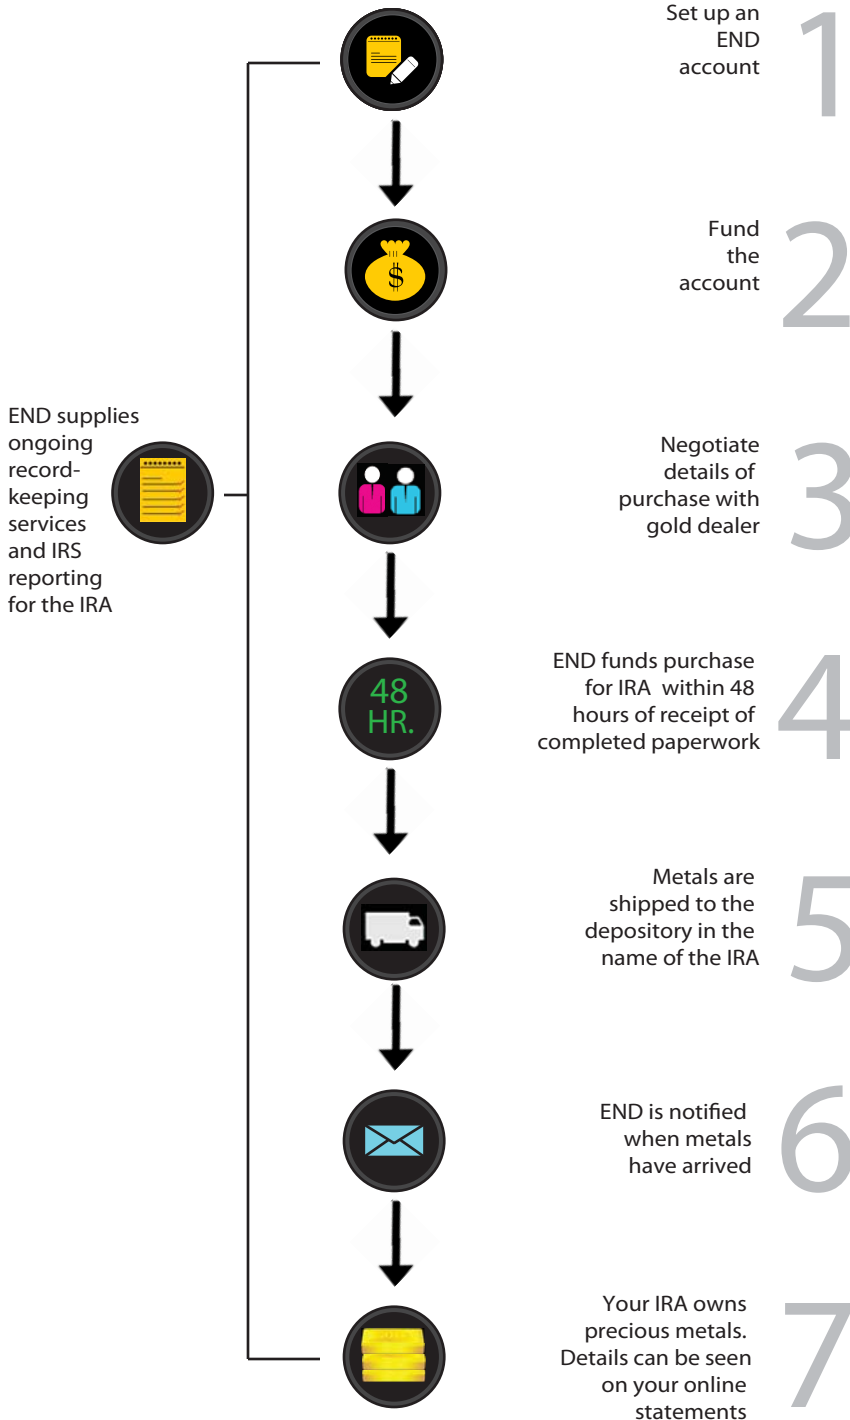 Set up an
END
account
1
Fund
the
account
2
$
END supplies
ongoing
record-
keeping
services
and IRS
reporting
for the IRA
Negotiate
details of
purchase with
gold dealer
3
48
HR.
END funds purchase
for IRA within 48
hours of receipt of
completed paperwork
4
Metals are
shipped to the
depository in the
name of the IRA
5
END is notified
when metals
have arrived
6
Your IRA owns
precious metals.
Details can be seen
on your online
statements
7